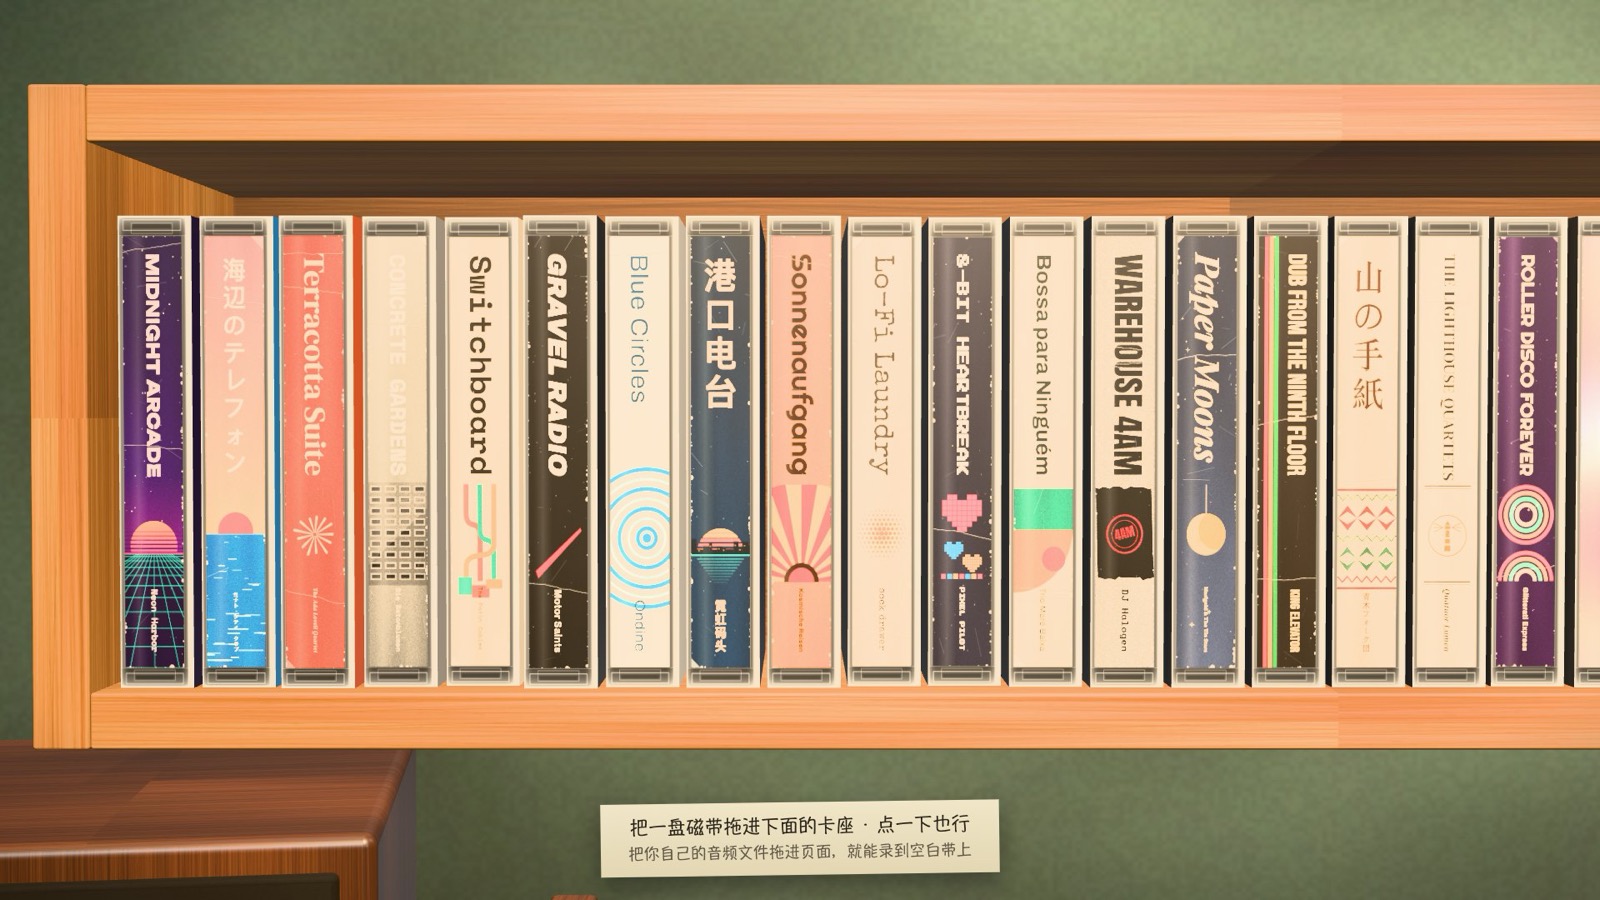 MIDNIGHT ARCADE
Neon Harbor
海辺のテレフォン
Terracotta Suite
CONCRETE GARDENS
Switchboard
GRAVEL RADIO
Motor Saints
Blue Circles
Ondine
港口电台
霓虹码头
Sonnenaufgang
Lo-Fi Laundry
8-BIT HEARTBREAK
PIXEL PILOT
Bossa para Ninguém
WAREHOUSE 4AM
4AM
DJ Halogen
Paper Moons
DUB FROM THE NINTH FLOOR
KING ELEVATOR
山の手紙
THE LIGHTHOUSE QUARTETS
ROLLER DISCO FOREVER
Glitterati Express
把一盘磁带拖进下面的卡座 · 点一下也行
把你自己的音频文件拖进页面，就能录到空白带上